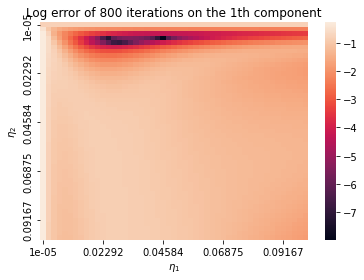 Log error of 800 iterations on the 1th component
1e-05
0.02292
0.04584
0.06875
0.09167
η₂
1e-05 0.02292 0.04584 0.06875 0.09167
η₁
−1
−2
−3
−4
−5
−6
−7